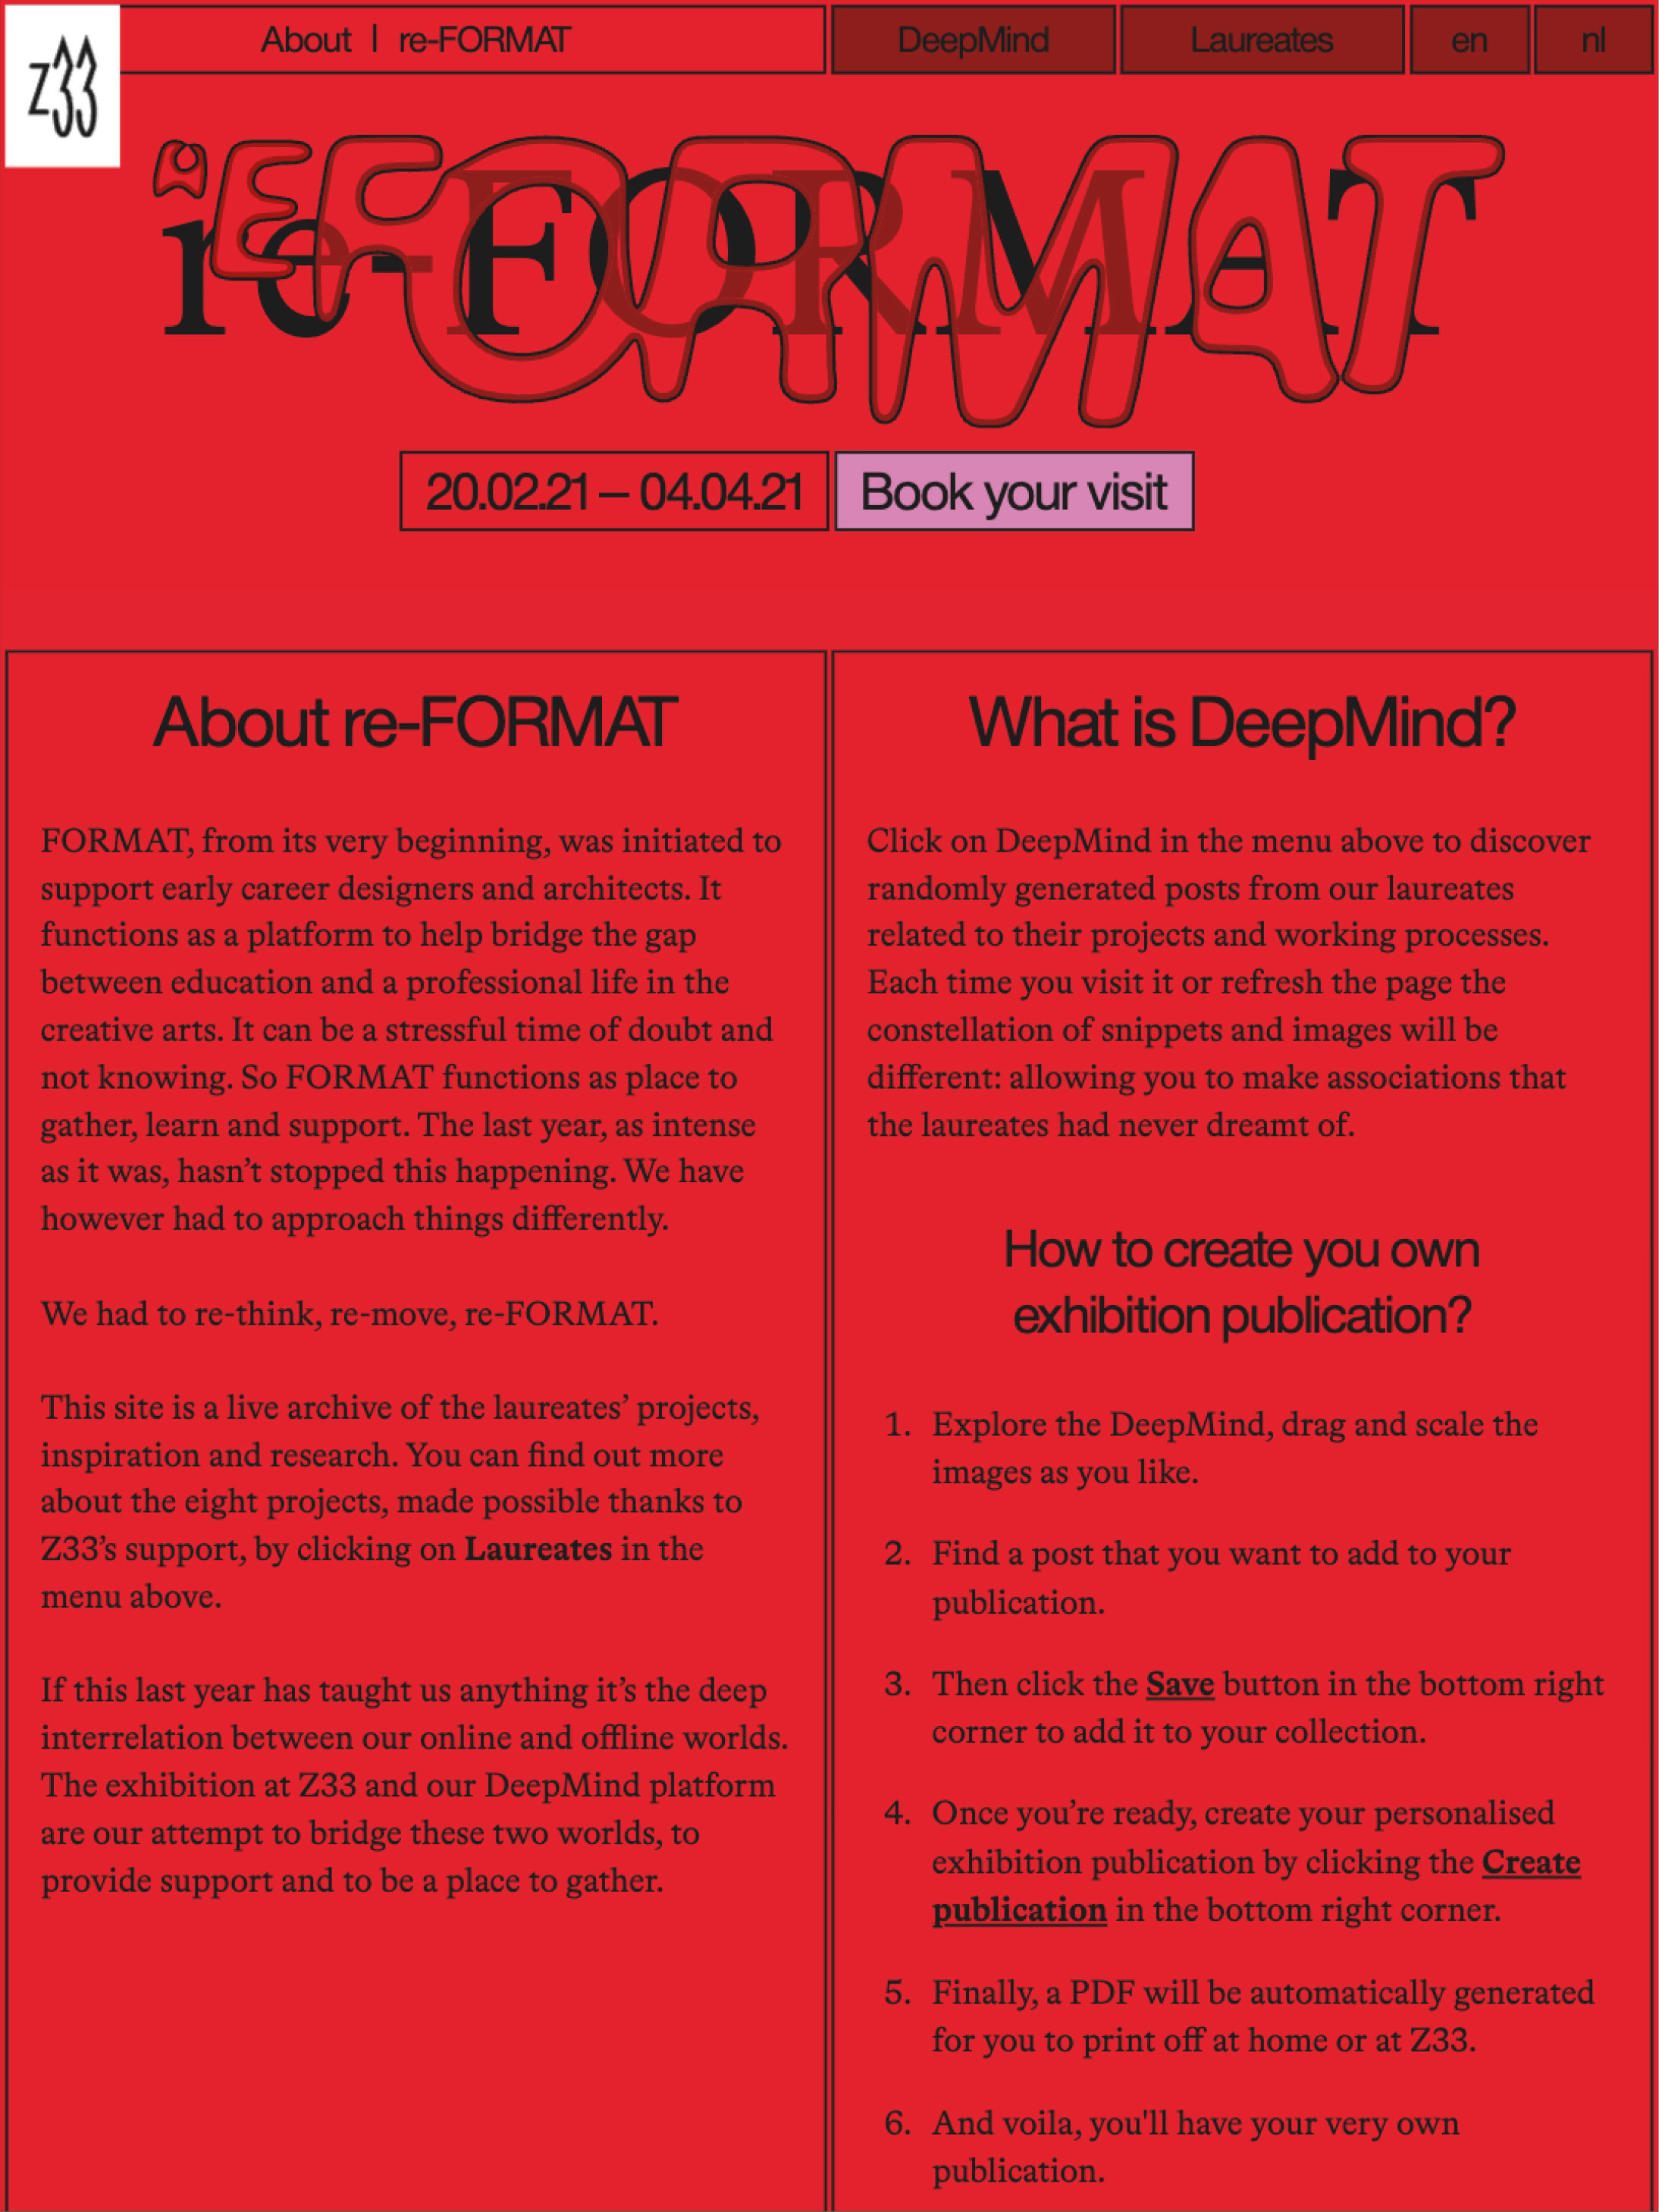 z33
About | re-FORMAT
DeepMind
Laureates
en
nl
re-FORMAT
re-FORMAT
20.02.21 – 04.04.21
Book your visit
About re-FORMAT
FORMAT, from its very beginning, was initiated to
support early career designers and architects. It
functions as a platform to help bridge the gap
between education and a professional life in the
creative arts. It can be a stressful time of doubt and
not knowing. So FORMAT functions as place to
gather, learn and support. The last year, as intense
as it was, hasn’t stopped this happening. We have
however had to approach things differently.
We had to re-think, re-move, re-FORMAT.
This site is a live archive of the laureates’ projects,
inspiration and research. You can find out more
about the eight projects, made possible thanks to
Z33’s support, by clicking on Laureates in the
menu above.
If this last year has taught us anything it’s the deep
interrelation between our online and offline worlds.
The exhibition at Z33 and our DeepMind platform
are our attempt to bridge these two worlds, to
provide support and to be a place to gather.
What is DeepMind?
Click on DeepMind in the menu above to discover
randomly generated posts from our laureates
related to their projects and working processes.
Each time you visit it or refresh the page the
constellation of snippets and images will be
different: allowing you to make associations that
the laureates had never dreamt of.
How to create you own
exhibition publication?
1. Explore the DeepMind, drag and scale the
images as you like.
2. Find a post that you want to add to your
publication.
3. Then click the Save button in the bottom right
corner to add it to your collection.
4. Once you’re ready, create your personalised
exhibition publication by clicking the Create
publication in the bottom right corner.
5. Finally, a PDF will be automatically generated
for you to print off at home or at Z33.
6. And voila, you'll have your very own
publication.